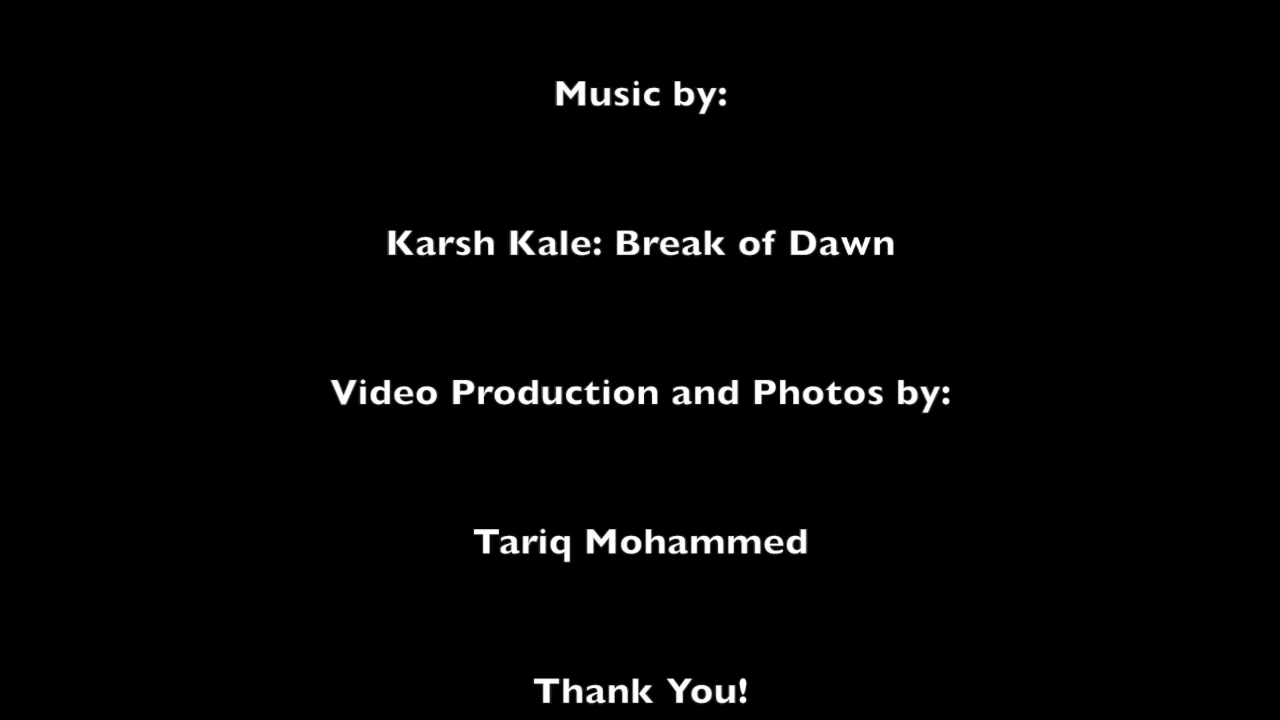 Music by:
Karsh Kale: Break of Dawn
Video Production and Photos by:
Tariq Mohammed
Thank You!